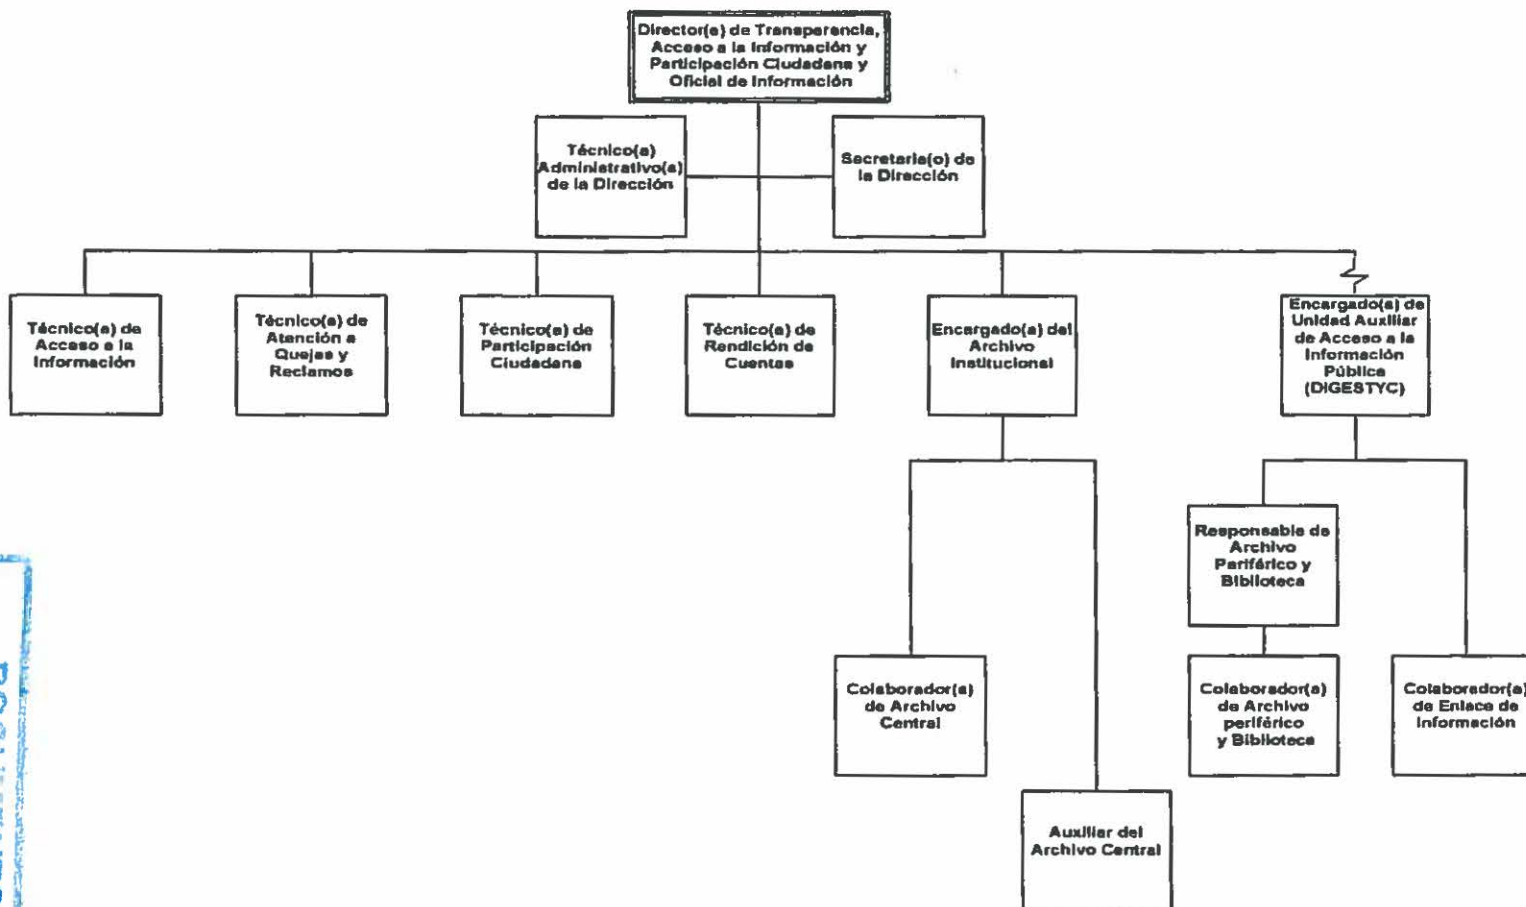 Director(a) de Transparencia,
Acceso a la Información y
Participación Ciudadana y
Oficial de Información
Técnico(a)
Administrativo(a)
de la Dirección
Secretaria(o) de
la Dirección
Técnico(a) de
Acceso a la
Información
Técnico(a) de
Atención a
Quejas y
Reclamos
Técnico(a) de
Participación
Ciudadana
Técnico(a) de
Rendición de
Cuentas
Encargado(a) del
Archivo
Institucional
Encargado(a) de
Unidad Auxiliar
de Acceso a la
Información
Pública
(DIGESTYC)
Responsable de
Archivo
Periférico y
Biblioteca
Colaborador(a)
de Archivo
Central
Colaborador(a)
de Archivo
periférico
y Biblioteca
Colaborador(a)
de Enlace de
Información
Auxiliar del
Archivo Central